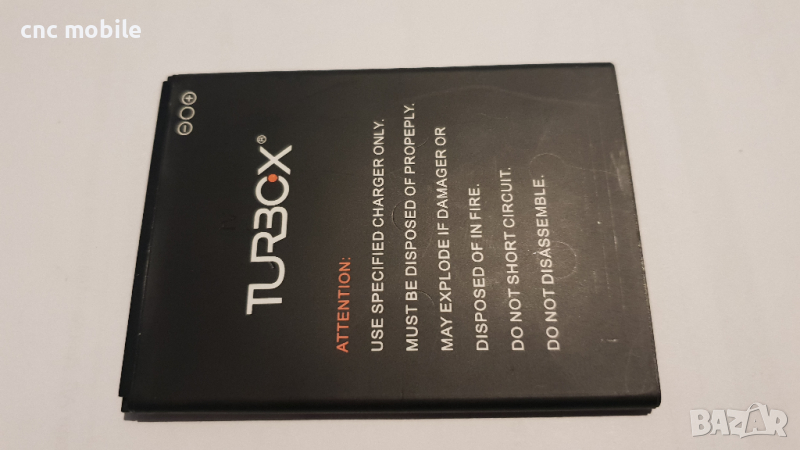 cnc mobile
TURBOX®
ATTENTION:
USE SPECIFIED CHARGER ONLY.
MUST BE DISPOSED OF PROPEPLY.
MAY EXPLODE IF DAMAGER OR
DISPOSED OF IN FIRE.
DO NOT SHORT CIRCUIT.
DO NOT DISASSEMBLE.
BAZAR